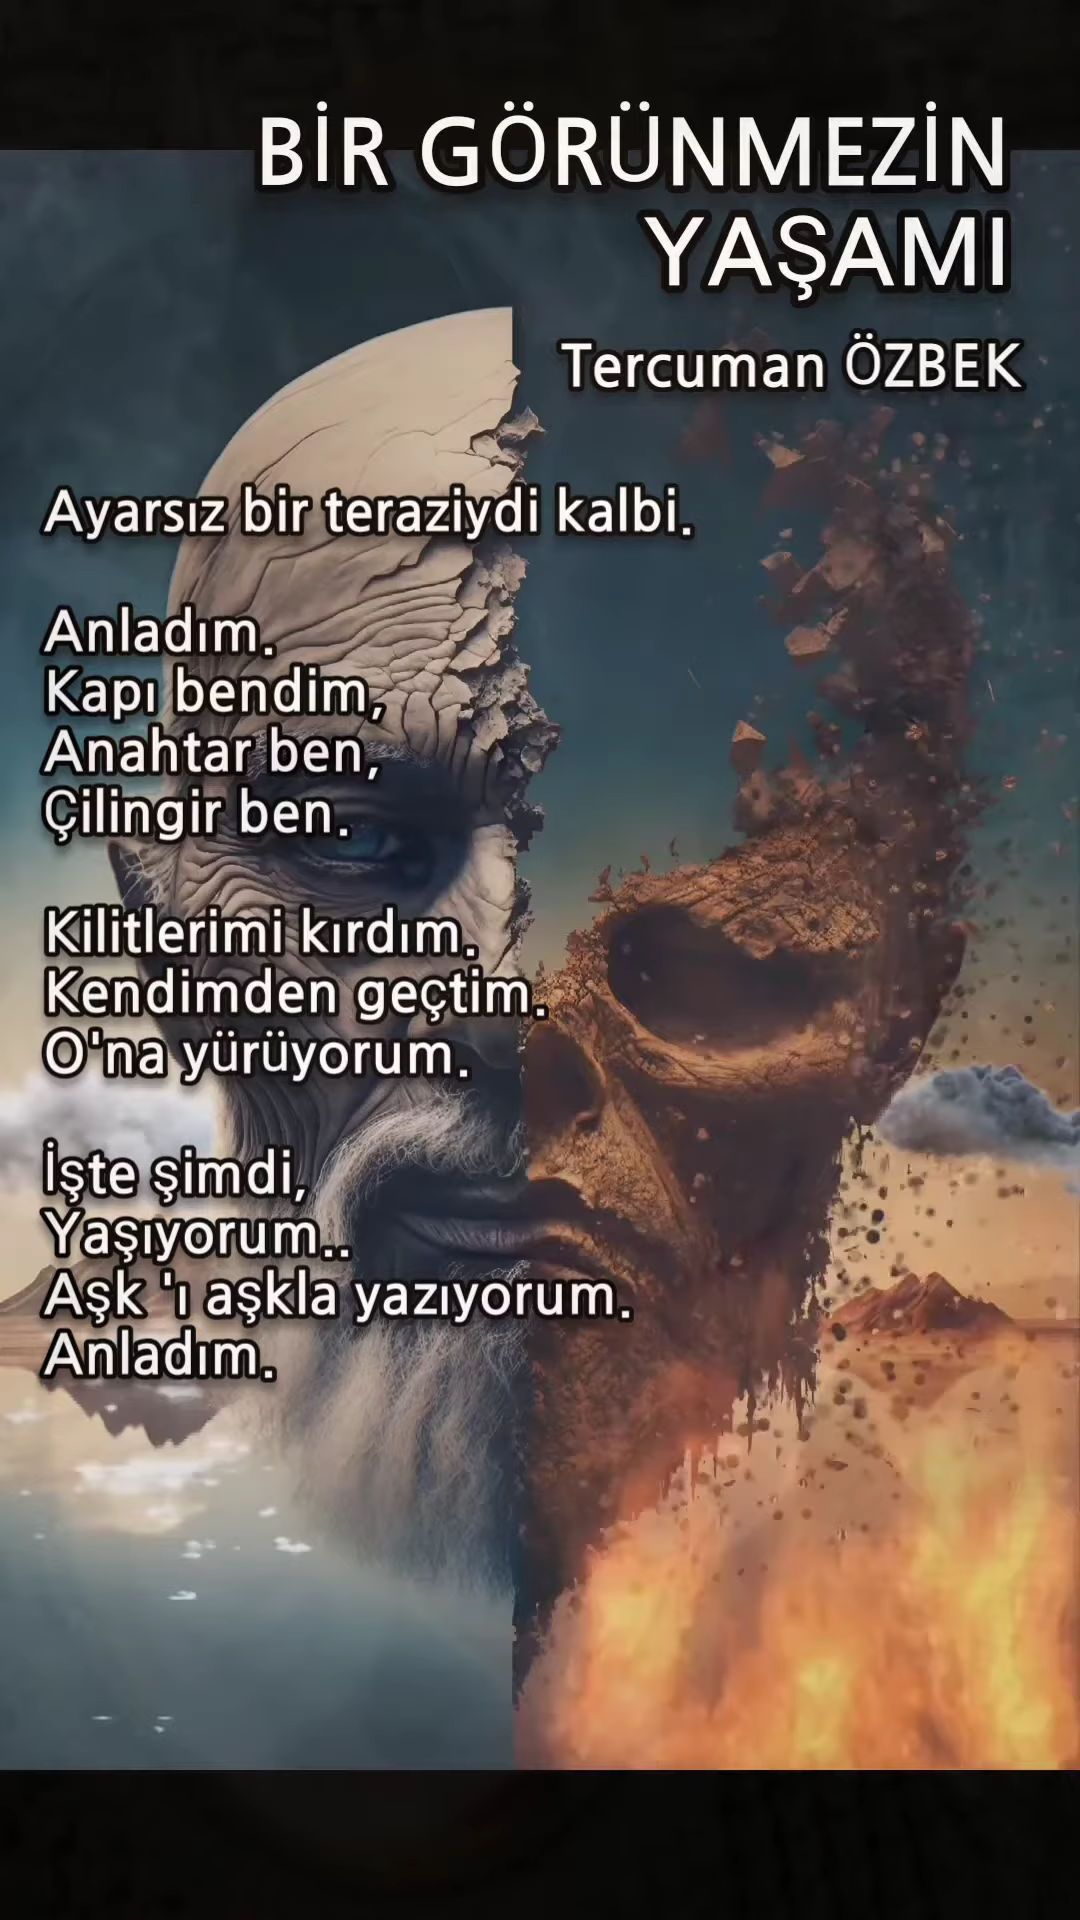 BİR GÖRÜNMEZİN
YAŞAMI
Tercuman ÖZBEK
Ayarsız bir teraziydi kalbi.
Anladım.
Kapı bendim,
Anahtar ben,
Çilingir ben.
Kilitlerimi kırdım.
Kendimden geçtim.
O'na yürüyorum.
İşte şimdi,
Yaşıyorum..
Aşk 'ı aşkla yazıyorum.
Anladım.